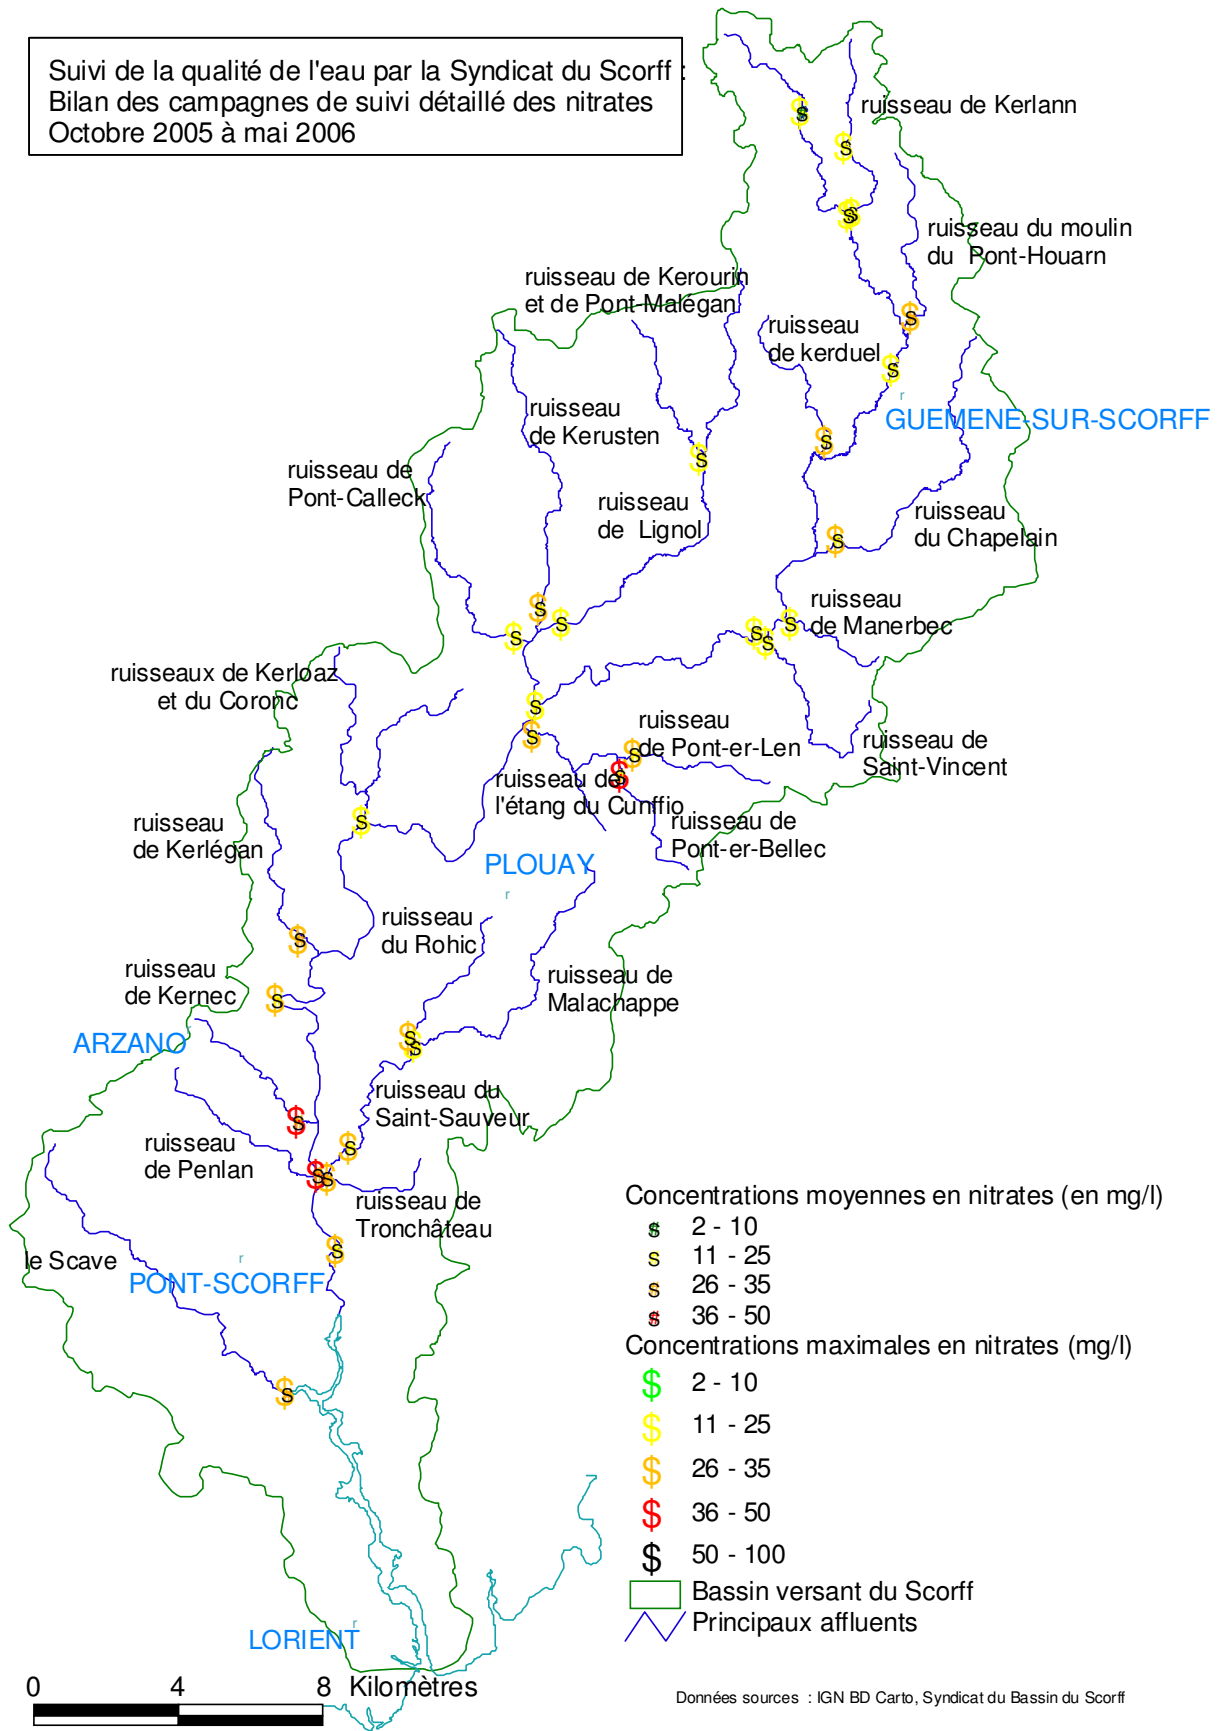 Suivi de la qualité de l'eau par la Syndicat du Scorff :
Bilan des campagnes de suivi détaillé des nitrates
Octobre 2005 à mai 2006
ruisseau de Kerlann
ruisseau du moulin
du Pont-Houarn
ruisseau de Kerourin
et de Pont-Malégan
ruisseau
de kerduel
GUEMENE-SUR-SCORFF
ruisseau
de Kerusten
ruisseau de
Pont-Calleck
ruisseau
de Lignol
ruisseau
du Chapelain
ruisseau
de Manerbec
ruisseaux de Kerloaz
et du Coronc
ruisseau
de Pont-er-Len
ruisseau de
Saint-Vincent
ruisseau de
l'étang du Cunffio
ruisseau de
Pont-er-Bellec
ruisseau
de Kerlégan
PLOUAY
ruisseau
du Rohic
ruisseau
de Kernec
ruisseau de
Malachappe
ARZANO
ruisseau du
Saint-Sauveur
ruisseau
de Penlan
ruisseau de
Tronchâteau
le Scave
PONT-SCORFF
LORIENT
Concentrations moyennes en nitrates (en mg/l)
2 - 10
11 - 25
26 - 35
36 - 50
Concentrations maximales en nitrates (mg/l)
$ 2 - 10
$ 11 - 25
$ 26 - 35
$ 36 - 50
$ 50 - 100
Bassin versant du Scorff
Principaux affluents
0 4 8 Kilomètres
Données sources : IGN BD Carto, Syndicat du Bassin du Scorff